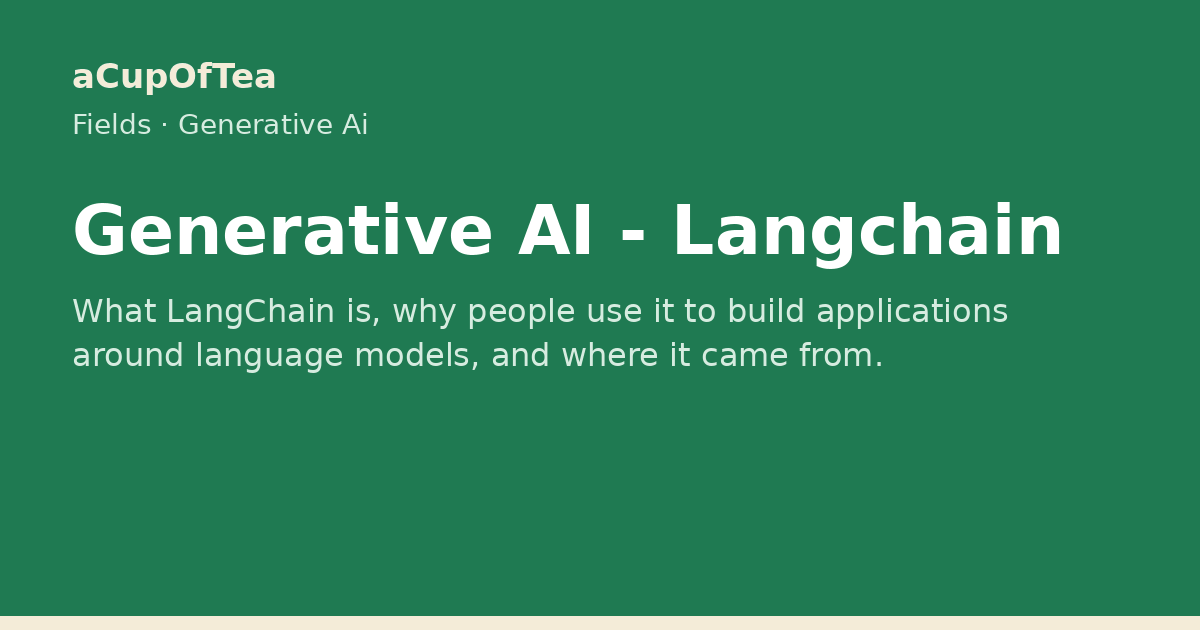 aCupOfTea
Fields · Generative Ai
Generative AI - Langchain
What LangChain is, why people use it to build applications
around language models, and where it came from.